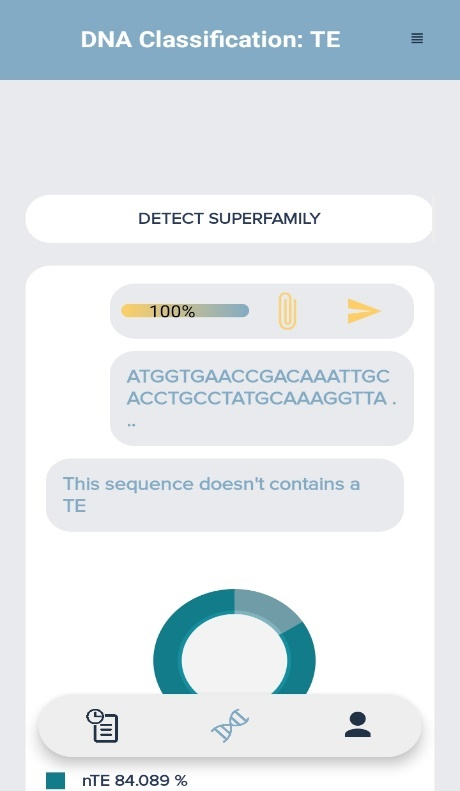 DNA Classification: TE
DETECT SUPERFAMILY
100%
ATGGTGAACCGACAAATTGC
ACCTGCCTATGCAAAGGTTA .
..
This sequence doesn't contains a
TE
nTE 84.089 %